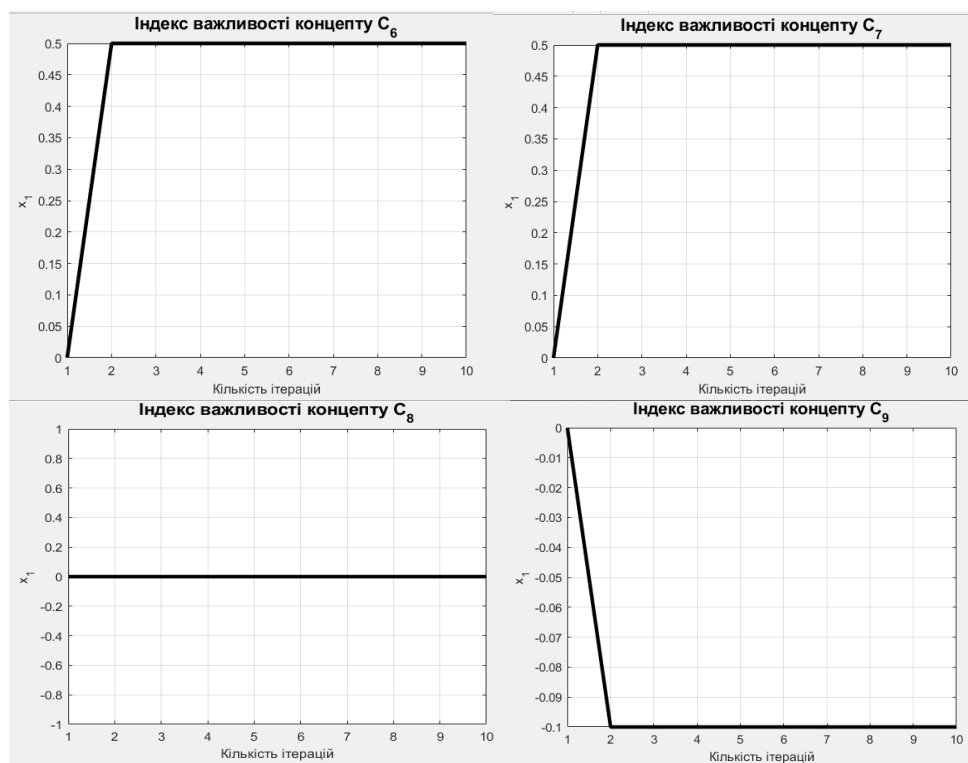 Індекс важливості концепту C₆
0.5
0.45
0.4
0.35
0.3
0.25
0.2
0.15
0.1
0.05
0
x₁
1 2 3 4 5 6 7 8 9 10
Кількість ітерацій
Індекс важливості концепту C₇
0.5
0.45
0.4
0.35
0.3
0.25
0.2
0.15
0.1
0.05
0
x₁
1 2 3 4 5 6 7 8 9 10
Кількість ітерацій
Індекс важливості концепту C₈
1
0.8
0.6
0.4
0.2
0
-0.2
-0.4
-0.6
-0.8
-1
x₁
1 2 3 4 5 6 7 8 9 10
Кількість ітерацій
Індекс важливості концепту C₉
0
-0.01
-0.02
-0.03
-0.04
-0.05
-0.06
-0.07
-0.08
-0.09
-0.1
x₁
1 2 3 4 5 6 7 8 9 10
Кількість ітерацій